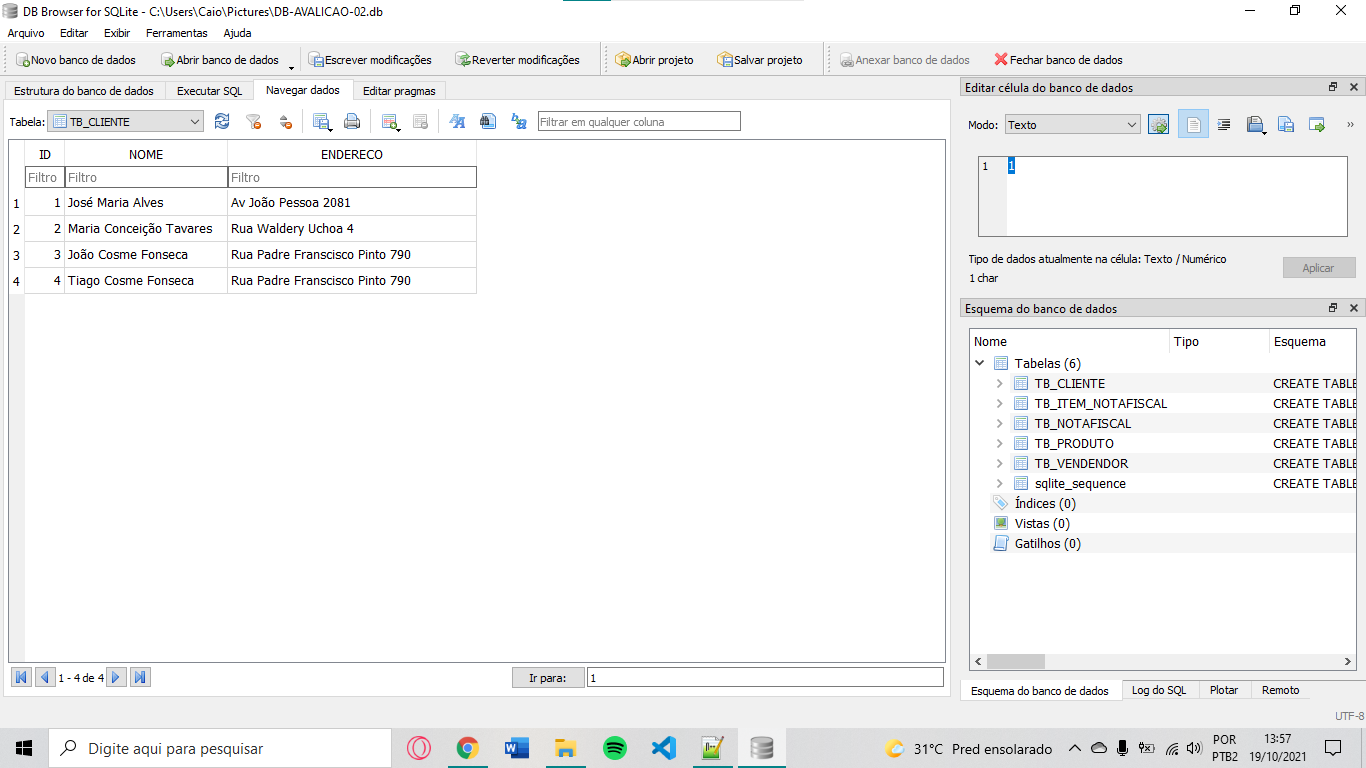 DB Browser for SQLite - C:\Users\Caio\Pictures\DB-AVALICAO-02.db
Arquivo Editar Exibir Ferramentas Ajuda
Novo banco de dados Abrir banco de dados Escrever modificações Reverter modificações Abrir projeto Salvar projeto Anexar banco de dados Fechar banco de dados
Estrutura do banco de dados Executar SQL Navegar dados Editar pragmas
Tabela: TB_CLIENTE Filtrar em qualquer coluna
ID NOME ENDERECO
Filtro Filtro Filtro
1 1 José Maria Alves Av João Pessoa 2081
2 2 Maria Conceição Tavares Rua Waldery Uchoa 4
3 3 João Cosme Fonseca Rua Padre Franscisco Pinto 790
4 4 Tiago Cosme Fonseca Rua Padre Franscisco Pinto 790
1 - 4 de 4 Ir para: 1
Editar célula do banco de dados
Modo: Texto
1 1
Tipo de dados atualmente na célula: Texto / Numérico
1 char
Aplicar
Esquema do banco de dados
Nome Tipo Esquema
Tabelas (6)
TB_CLIENTE CREATE TABLE
TB_ITEM_NOTAFISCAL CREATE TABLE
TB_NOTAFISCAL CREATE TABLE
TB_PRODUTO CREATE TABLE
TB_VENDENDOR CREATE TABLE
sqlite_sequence CREATE TABLE
Índices (0)
Vistas (0)
Gatilhos (0)
Esquema do banco de dados Log do SQL Plotar Remoto
UTF-8
Digite aqui para pesquisar
31°C Pred ensolarado
POR
PTB2
13:57
19/10/2021